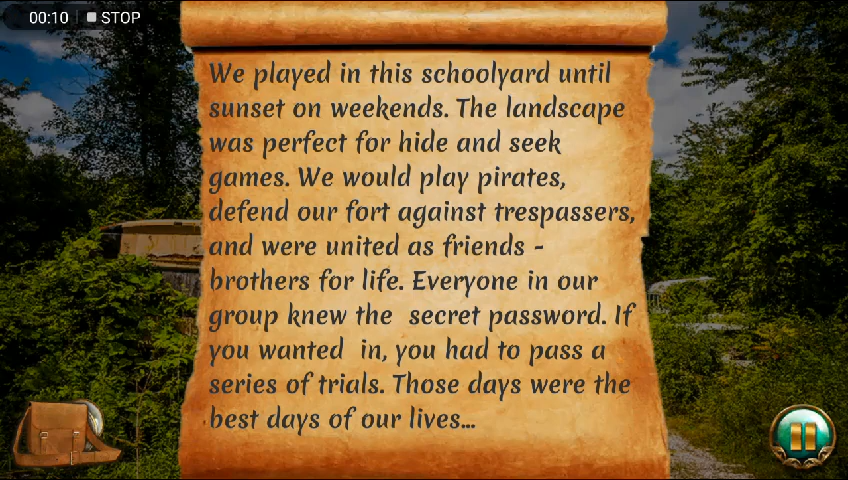 00:10 STOP
We played in this schoolyard until
sunset on weekends. The landscape
was perfect for hide and seek
games. We would play pirates,
defend our fort against trespassers,
and were united as friends -
brothers for life. Everyone in our
group knew the  secret password. If
you wanted  in, you had to pass a
series of trials. Those days were the
best days of our lives...